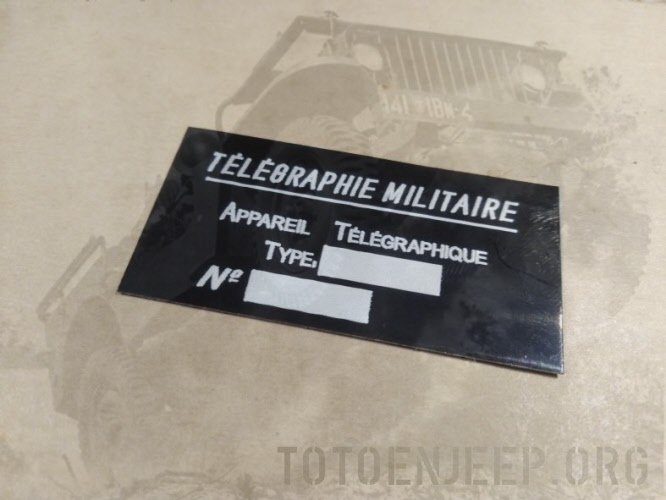 TÉLÉGRAPHIE MILITAIRE
APPAREIL TÉLÉGRAPHIQUE
TYPE.
Nº
TOTOENJEEP.ORG